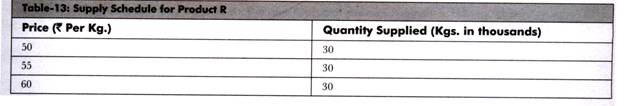 Table-13: Supply Schedule for Product R
Price (₹ Per Kg.) Quantity Supplied (Kgs. in thousands)
50 30
55 30
60 30